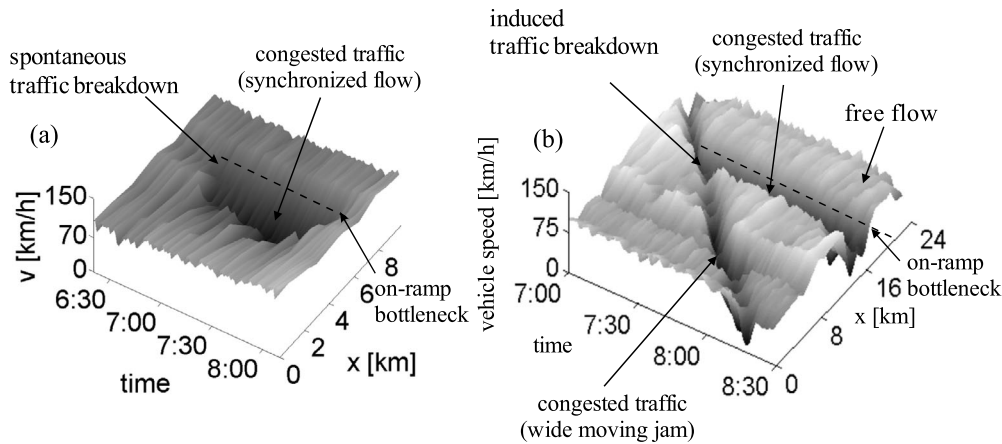 (a)
spontaneous
traffic breakdown
congested traffic
(synchronized flow)
v [km/h]
150
70
0
6:30
7:00
7:30
8:00
time
0
2
4
6
8
x [km]
on-ramp
bottleneck
(b)
induced
traffic breakdown
congested traffic
(synchronized flow)
free flow
vehicle speed [km/h]
150
75
0
7:00
7:30
8:00
8:30
time
0
8
16
24
x [km]
on-ramp
bottleneck
congested traffic
(wide moving jam)